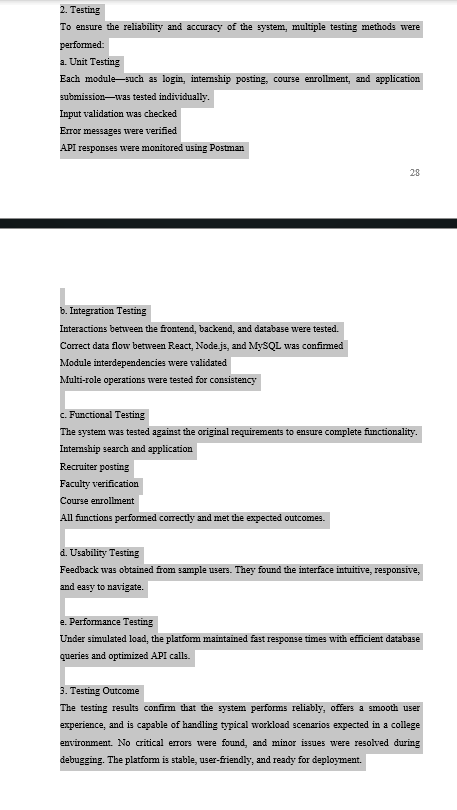 2. Testing
To ensure the reliability and accuracy of the system, multiple testing methods were
performed:
a. Unit Testing
Each module—such as login, internship posting, course enrollment, and application
submission—was tested individually.
Input validation was checked
Error messages were verified
API responses were monitored using Postman
28
b. Integration Testing
Interactions between the frontend, backend, and database were tested.
Correct data flow between React, Node.js, and MySQL was confirmed
Module interdependencies were validated
Multi-role operations were tested for consistency
c. Functional Testing
The system was tested against the original requirements to ensure complete functionality.
Internship search and application
Recruiter posting
Faculty verification
Course enrollment
All functions performed correctly and met the expected outcomes.
d. Usability Testing
Feedback was obtained from sample users. They found the interface intuitive, responsive,
and easy to navigate.
e. Performance Testing
Under simulated load, the platform maintained fast response times with efficient database
queries and optimized API calls.
3. Testing Outcome
The testing results confirm that the system performs reliably, offers a smooth user
experience, and is capable of handling typical workload scenarios expected in a college
environment. No critical errors were found, and minor issues were resolved during
debugging. The platform is stable, user-friendly, and ready for deployment.